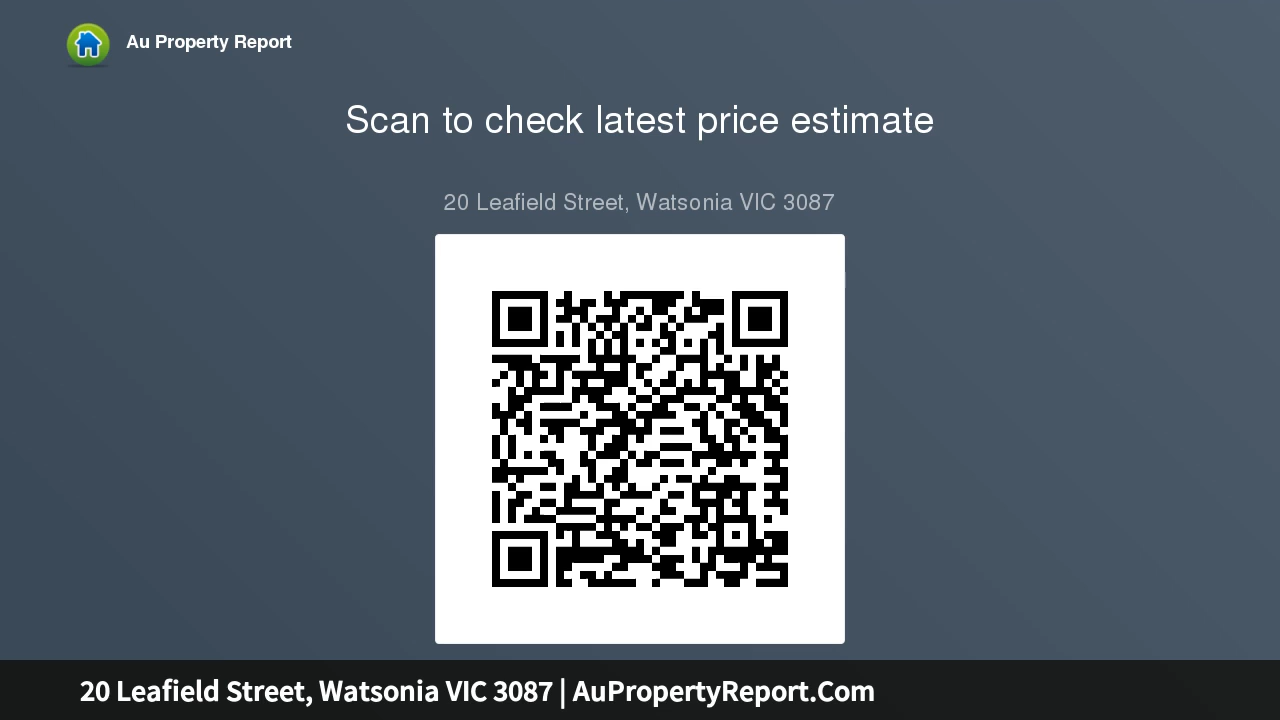 Au Property Report
Scan to check latest price estimate
20 Leafield Street, Watsonia VIC 3087
20 Leafield Street, Watsonia VIC 3087 | AuPropertyReport.Com